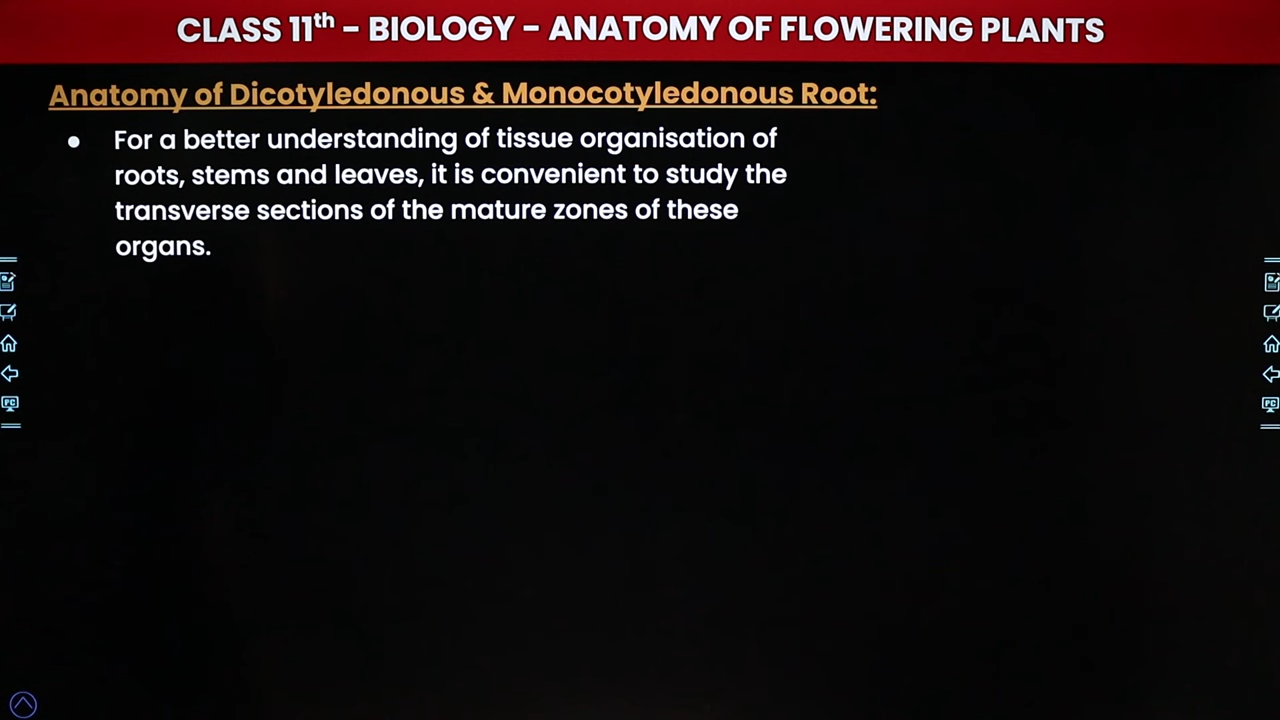 CLASS 11th - BIOLOGY - ANATOMY OF FLOWERING PLANTS
Anatomy of Dicotyledonous & Monocotyledonous Root:
● For a better understanding of tissue organisation of
roots, stems and leaves, it is convenient to study the
transverse sections of the mature zones of these
organs.
PC
PC